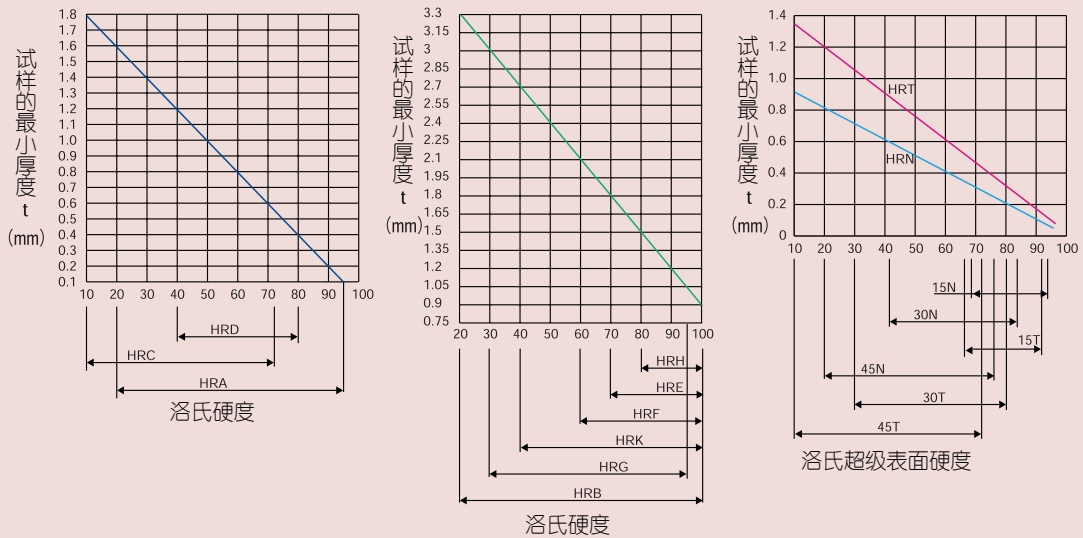 试样的最小厚度 t
(mm)
1.8
1.7
1.6
1.5
1.4
1.3
1.2
1.1
1.0
0.9
0.8
0.7
0.6
0.5
0.4
0.3
0.2
0.1
10 20 30 40 50 60 70 80 90 100
HRD
HRC
HRA
洛氏硬度
试样的最小厚度 t
(mm)
3.3
3.15
3
2.85
2.7
2.55
2.4
2.25
2.1
1.95
1.8
1.65
1.5
1.35
1.2
1.05
0.9
0.75
20 30 40 50 60 70 80 90 100
HRH
HRE
HRF
HRK
HRG
HRB
洛氏硬度
试样的最小厚度 t
(mm)
1.4
1.2
1.0
0.8
0.6
0.4
0.2
0
HRT
HRN
10 20 30 40 50 60 70 80 90 100
15N
30N
15T
45N
30T
45T
洛氏超级表面硬度